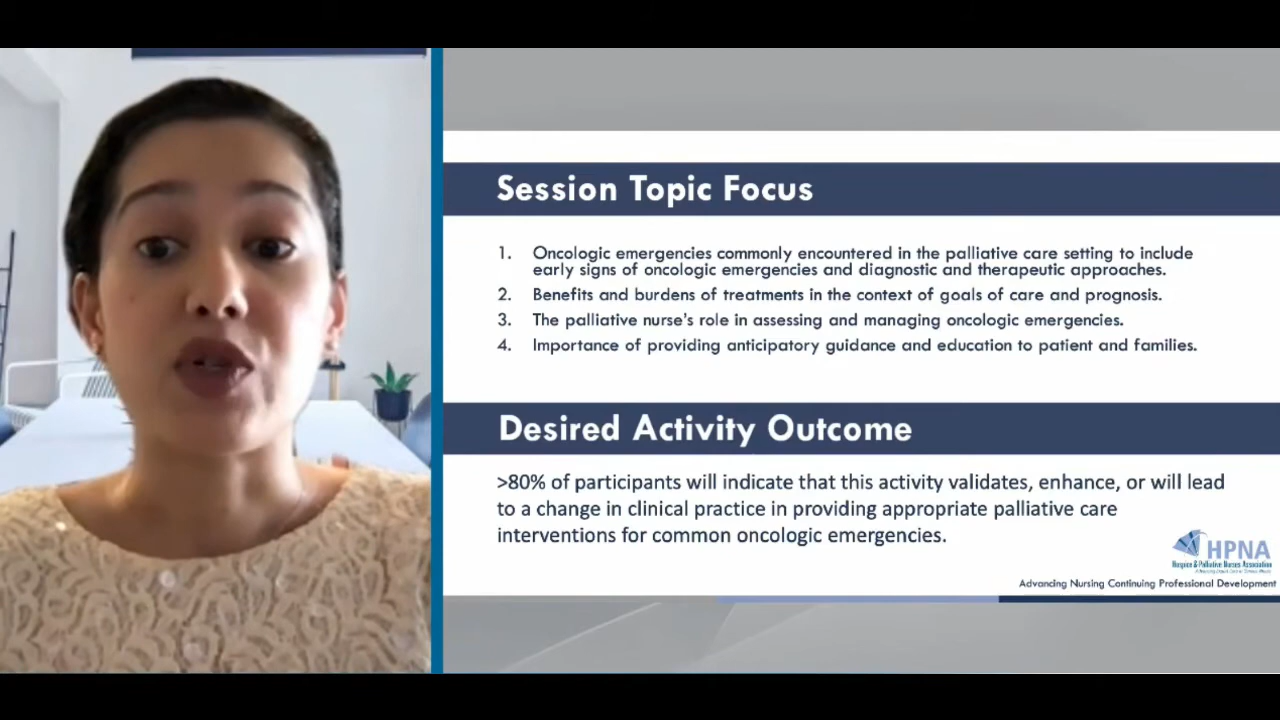 Session Topic Focus
1. Oncologic emergencies commonly encountered in the palliative care setting to include
early signs of oncologic emergencies and diagnostic and therapeutic approaches.
2. Benefits and burdens of treatments in the context of goals of care and prognosis.
3. The palliative nurse's role in assessing and managing oncologic emergencies.
4. Importance of providing anticipatory guidance and education to patient and families.
Desired Activity Outcome
>80% of participants will indicate that this activity validates, enhance, or will lead
to a change in clinical practice in providing appropriate palliative care
interventions for common oncologic emergencies.
HPNA
Hospice & Palliative Nurses Association
Advancing Nursing Continuing Professional Development